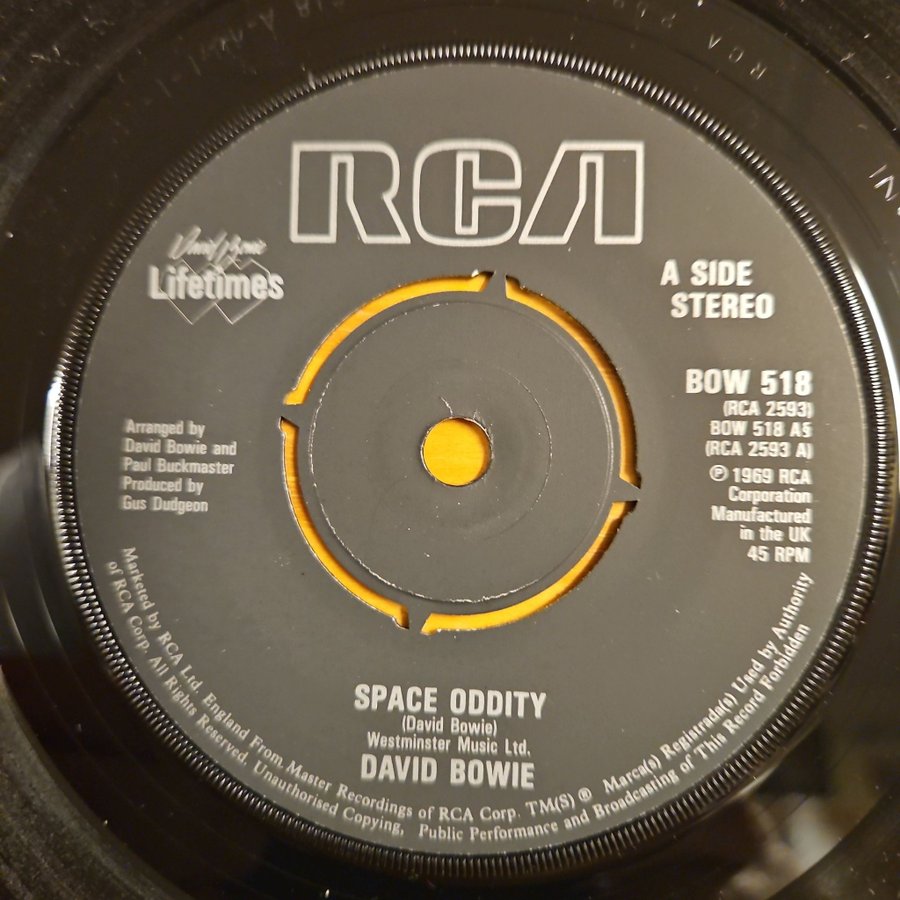 RCA
David Bowie
Lifetimes
A SIDE
STEREO
BOW 518
(RCA 2593)
BOW 518 A§
(RCA 2593 A)
℗ 1969 RCA
Corporation
Manufactured
in the UK
45 RPM
Arranged by
David Bowie and
Paul Buckmaster
Produced by
Gus Dudgeon
SPACE ODDITY
(David Bowie)
Westminster Music Ltd.
DAVID BOWIE
Marketed by RCA Ltd. England From Master Recordings of RCA Corp. TM(S) ® Marca(s) Registrada(s) Used by Authority
of RCA Corp. All Rights Reserved. Unauthorised Copying, Public Performance and Broadcasting of This Record Forbidden